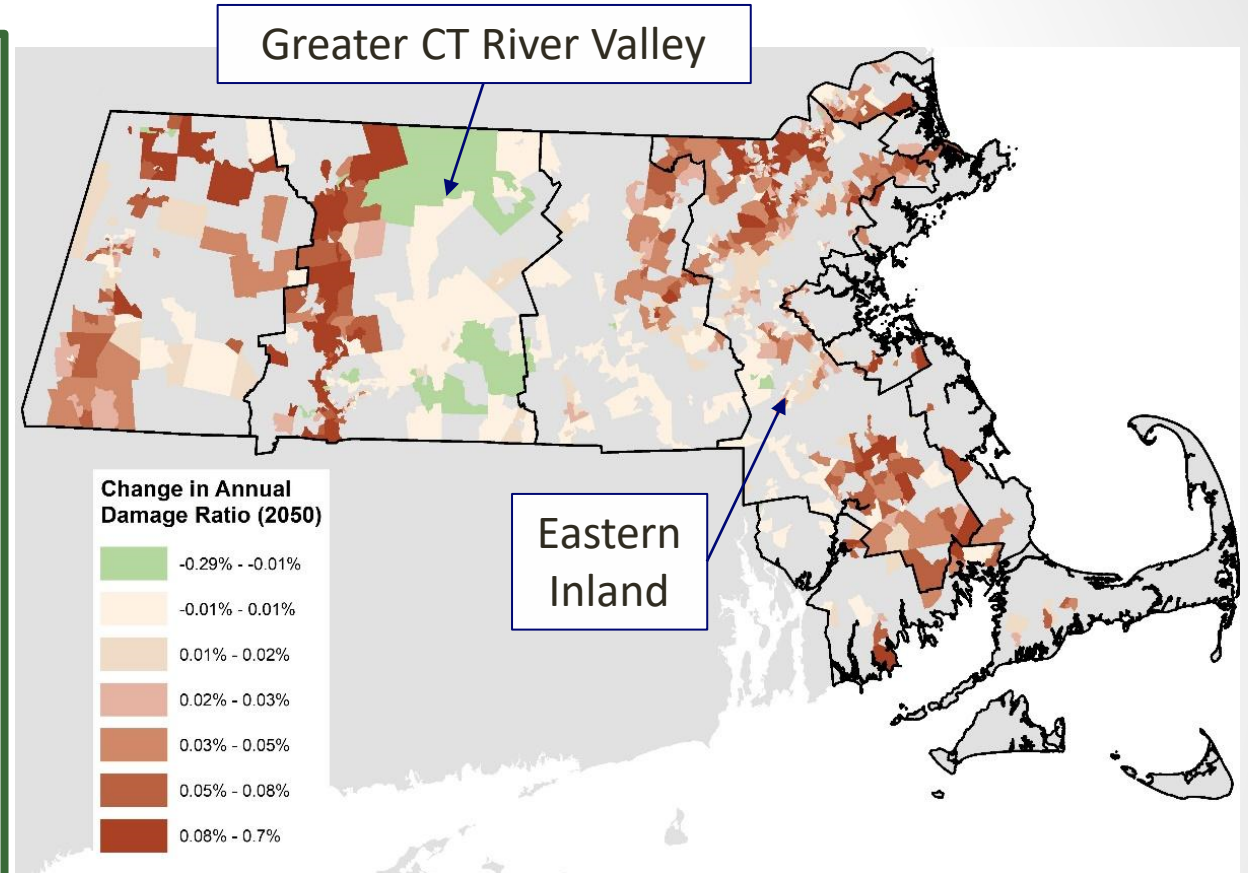 Greater CT River Valley
Eastern
Inland
Change in Annual
Damage Ratio (2050)
-0.29% - -0.01%
-0.01% - 0.01%
0.01% - 0.02%
0.02% - 0.03%
0.03% - 0.05%
0.05% - 0.08%
0.08% - 0.7%